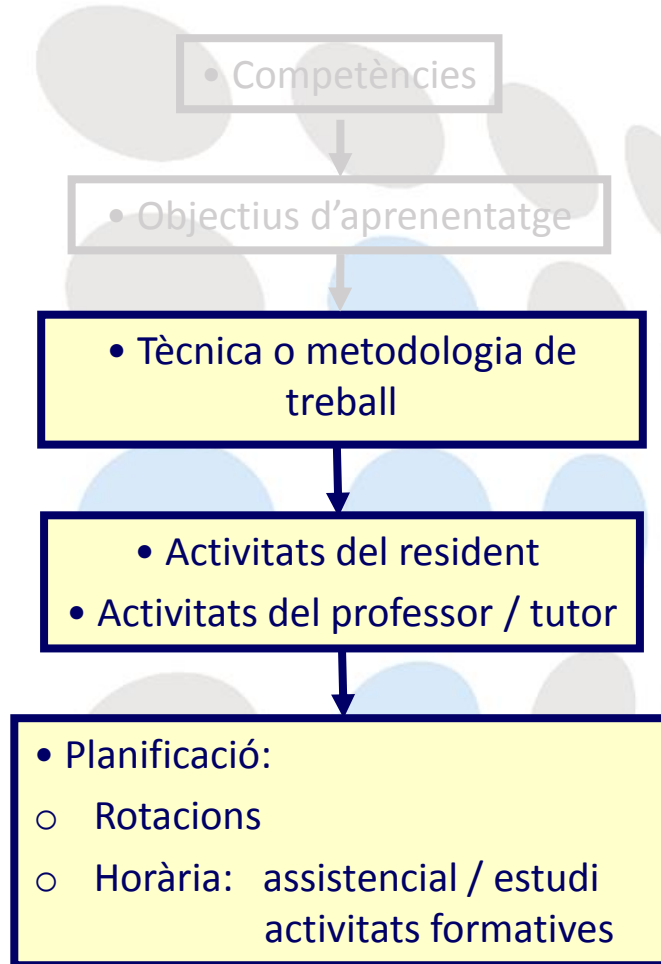 • Competències
• Objectius d’aprenentatge
• Tècnica o metodologia de
treball
• Activitats del resident
• Activitats del professor / tutor
• Planificació:
o Rotacions
o Horària: assistencial / estudi
activitats formatives